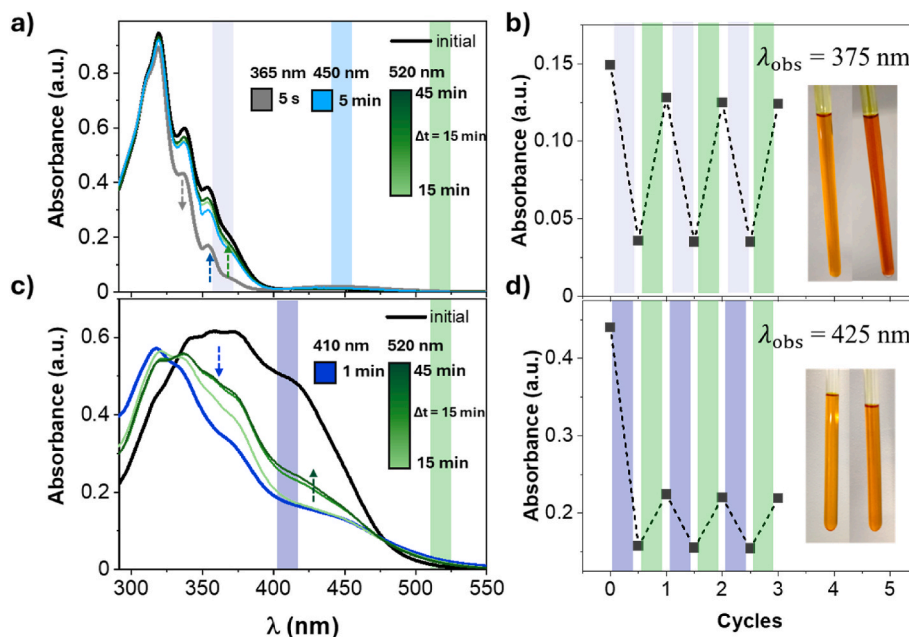 a)
Absorbance (a.u.)
0.8
0.6
0.4
0.2
0
initial
365 nm 450nm 520 nm
5 s
5 min
45 min
Δt = 15 min
15 min
b)
Absorbance (a.u.)
0.15
0.10
0.05
0.00
λobs = 375 nm
c)
Absorbance (a.u.)
0.6
0.4
0.2
0
initial
410 nm 520 nm
1 min
45 min
Δt = 15 min
15 min
300 350 400 450 500 550
λ (nm)
d)
Absorbance (a.u.)
0.4
0.3
0.2
λobs = 425 nm
0 1 2 3 4 5 6 7
Cycles